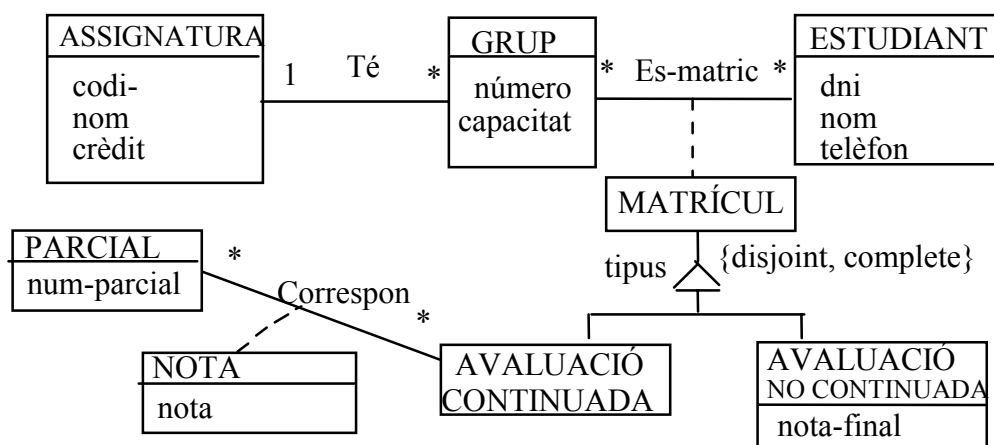 ASSIGNATURA
codi-
nom
crèdit
1
Té
*
GRUP
número
capacitat
*
Es-matric
*
ESTUDIANT
dni
nom
telèfon
MATRÍCUL
tipus
{disjoint, complete}
PARCIAL
num-parcial
*
Correspon
*
NOTA
nota
AVALUACIÓ
CONTINUADA
AVALUACIÓ
NO CONTINUADA
nota-final